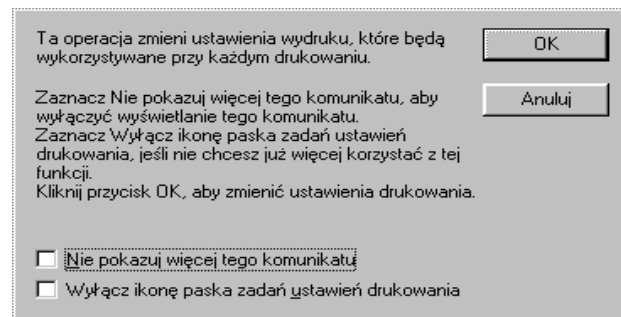 Ta operacja zmieni ustawienia wydruku, które będą
wykorzystywane przy każdym drukowaniu.
OK
Zaznacz Nie pokazuj więcej tego komunikatu, aby
wyłączyć wyświetlanie tego komunikatu.
Zaznacz Wyłącz ikonę paska zadań ustawień
drukowania, jeśli nie chcesz już więcej korzystać z tej
funkcji.
Kliknij przycisk OK, aby zmienić ustawienia drukowania.
Anuluj
Nie pokazuj więcej tego komunikatu
Wyłącz ikonę paska zadań ustawień drukowania